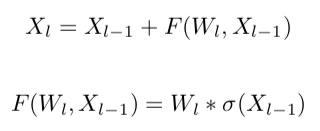 X_l = X_{l-1} + F(W_l, X_{l-1})
F(W_l, X_{l-1}) = W_l * σ(X_{l-1})